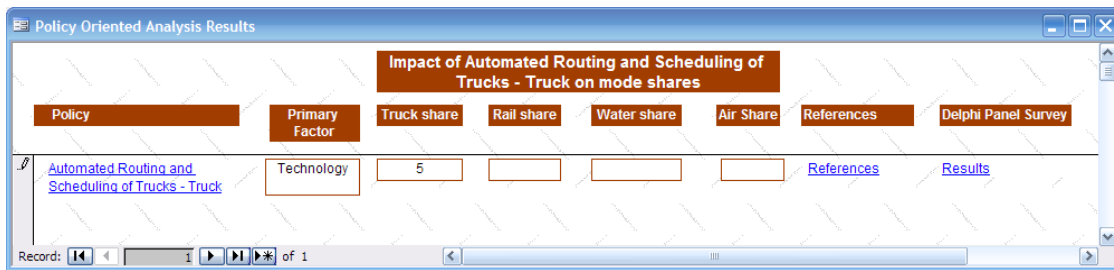 Policy Oriented Analysis Results
Impact of Automated Routing and Scheduling of
Trucks - Truck on mode shares
Policy
Primary
Factor
Truck share
Rail share
Water share
Air Share
References
Delphi Panel Survey
Automated Routing and
Scheduling of Trucks - Truck
Technology
5
References
Results
Record: 1 of 1